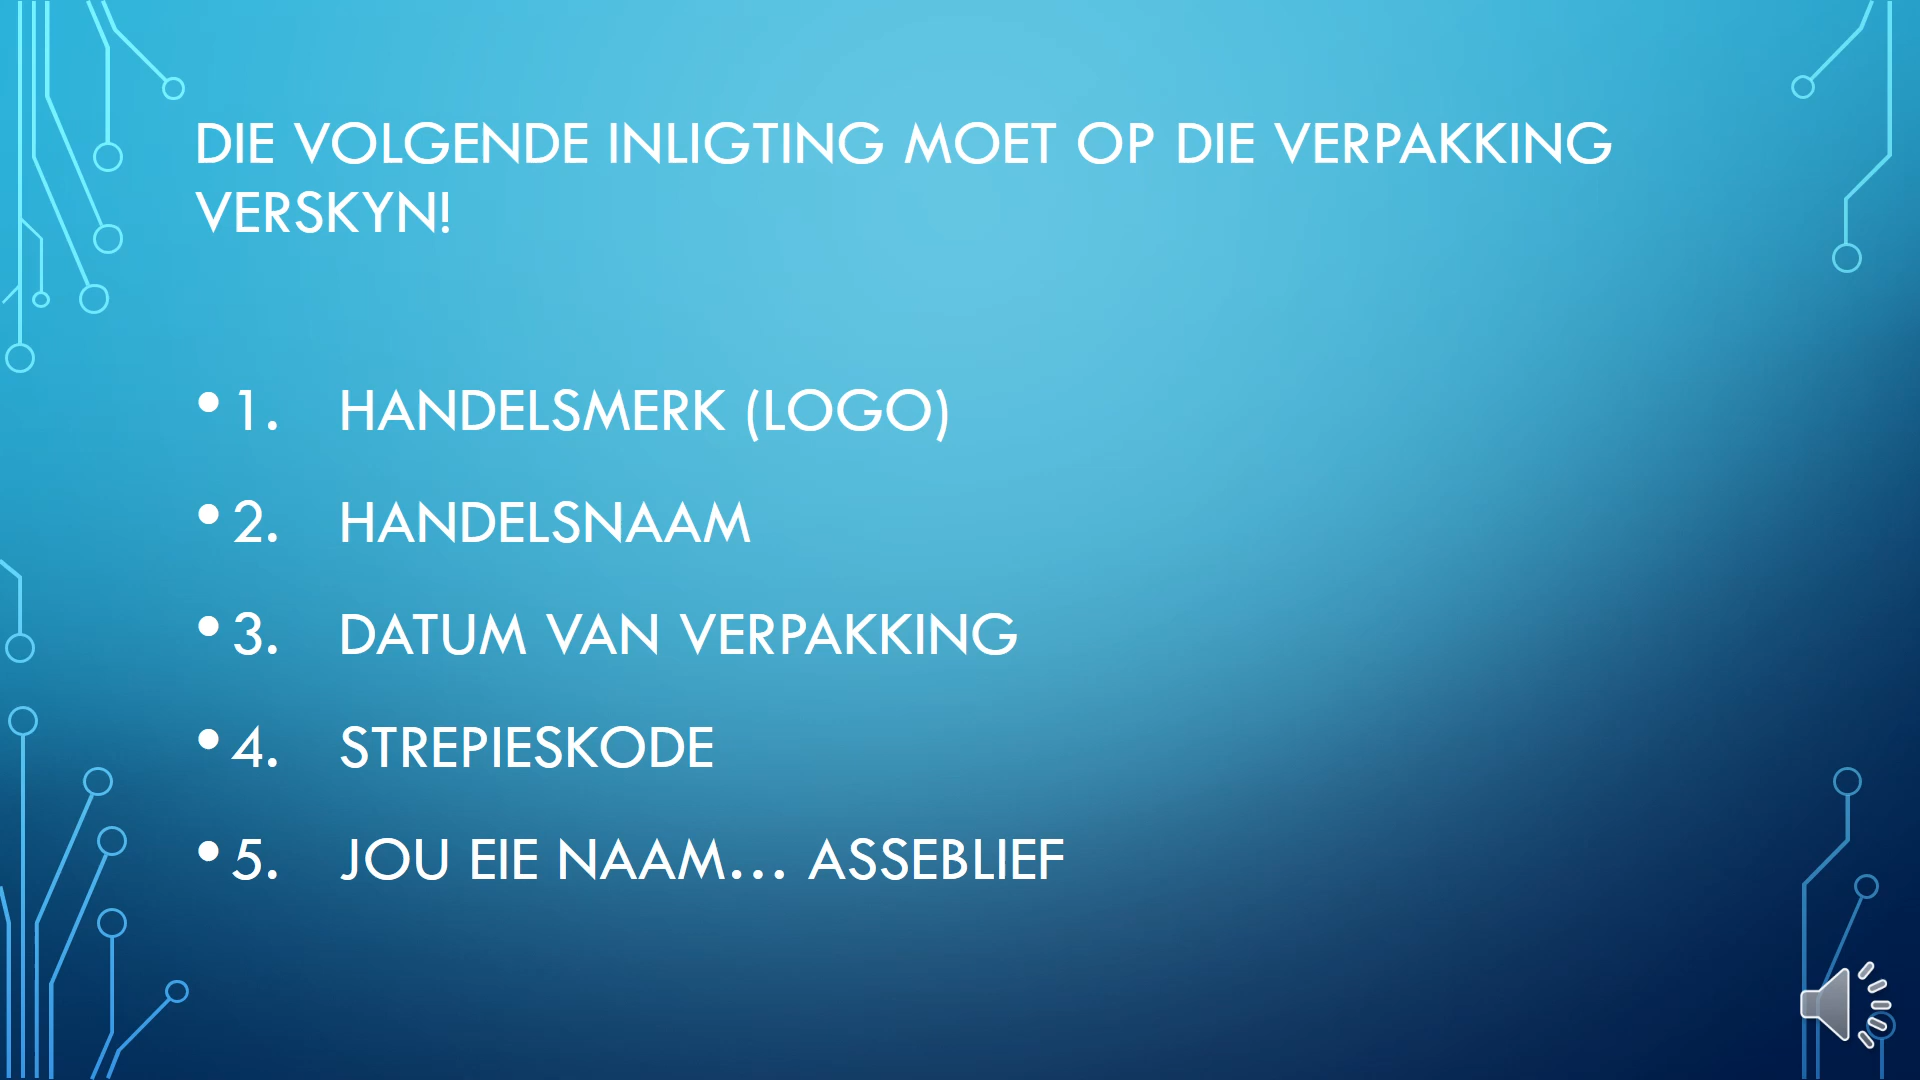 DIE VOLGENDE INLIGTING MOET OP DIE VERPAKKING
VERSKYN!
• 1. HANDELSMERK (LOGO)
• 2. HANDELSNAAM
• 3. DATUM VAN VERPAKKING
• 4. STREPIESKODE
• 5. JOU EIE NAAM... ASSEBLIEF